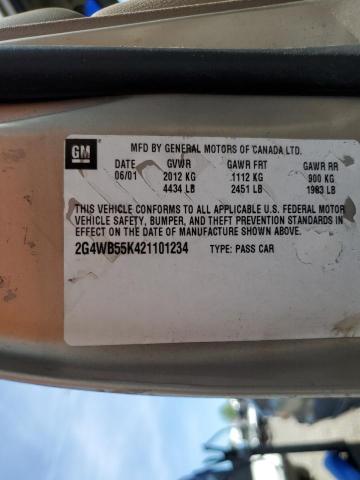 GM
MFD BY GENERAL MOTORS OF CANADA LTD.
DATE GVWR GAWR FRT GAWR RR
06/01 2012 KG 1112 KG 900 KG
4434 LB 2451 LB 1983 LB
THIS VEHICLE CONFORMS TO ALL APPLICABLE U.S. FEDERAL MOTOR
VEHICLE SAFETY, BUMPER, AND THEFT PREVENTION STANDARDS IN
EFFECT ON THE DATE OF MANUFACTURE SHOWN ABOVE.
2G4WB55K421101234 TYPE: PASS CAR